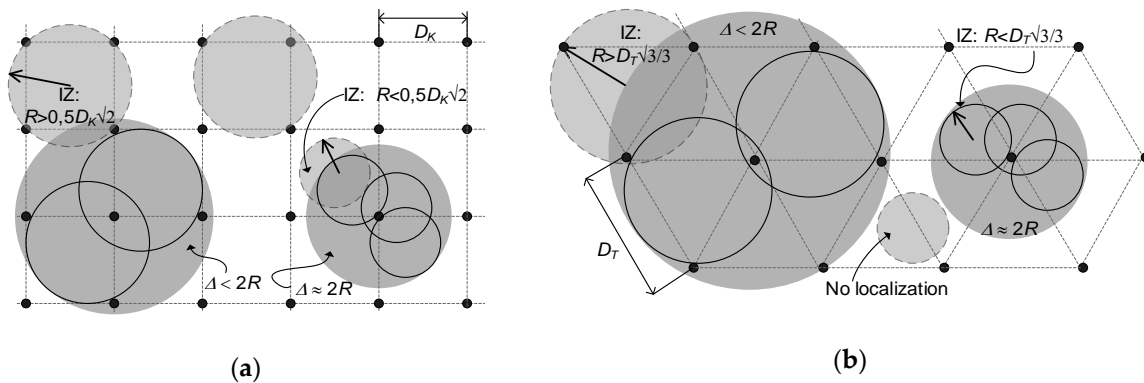 D_K
IZ:
R>0,5D_K√2
IZ: R<0,5D_K√2
Δ < 2R
Δ ≈ 2R
(a)
Δ < 2R
IZ:
R>D_T√3/3
IZ: R<D_T√3/3
D_T
Δ ≈ 2R
No localization
(b)